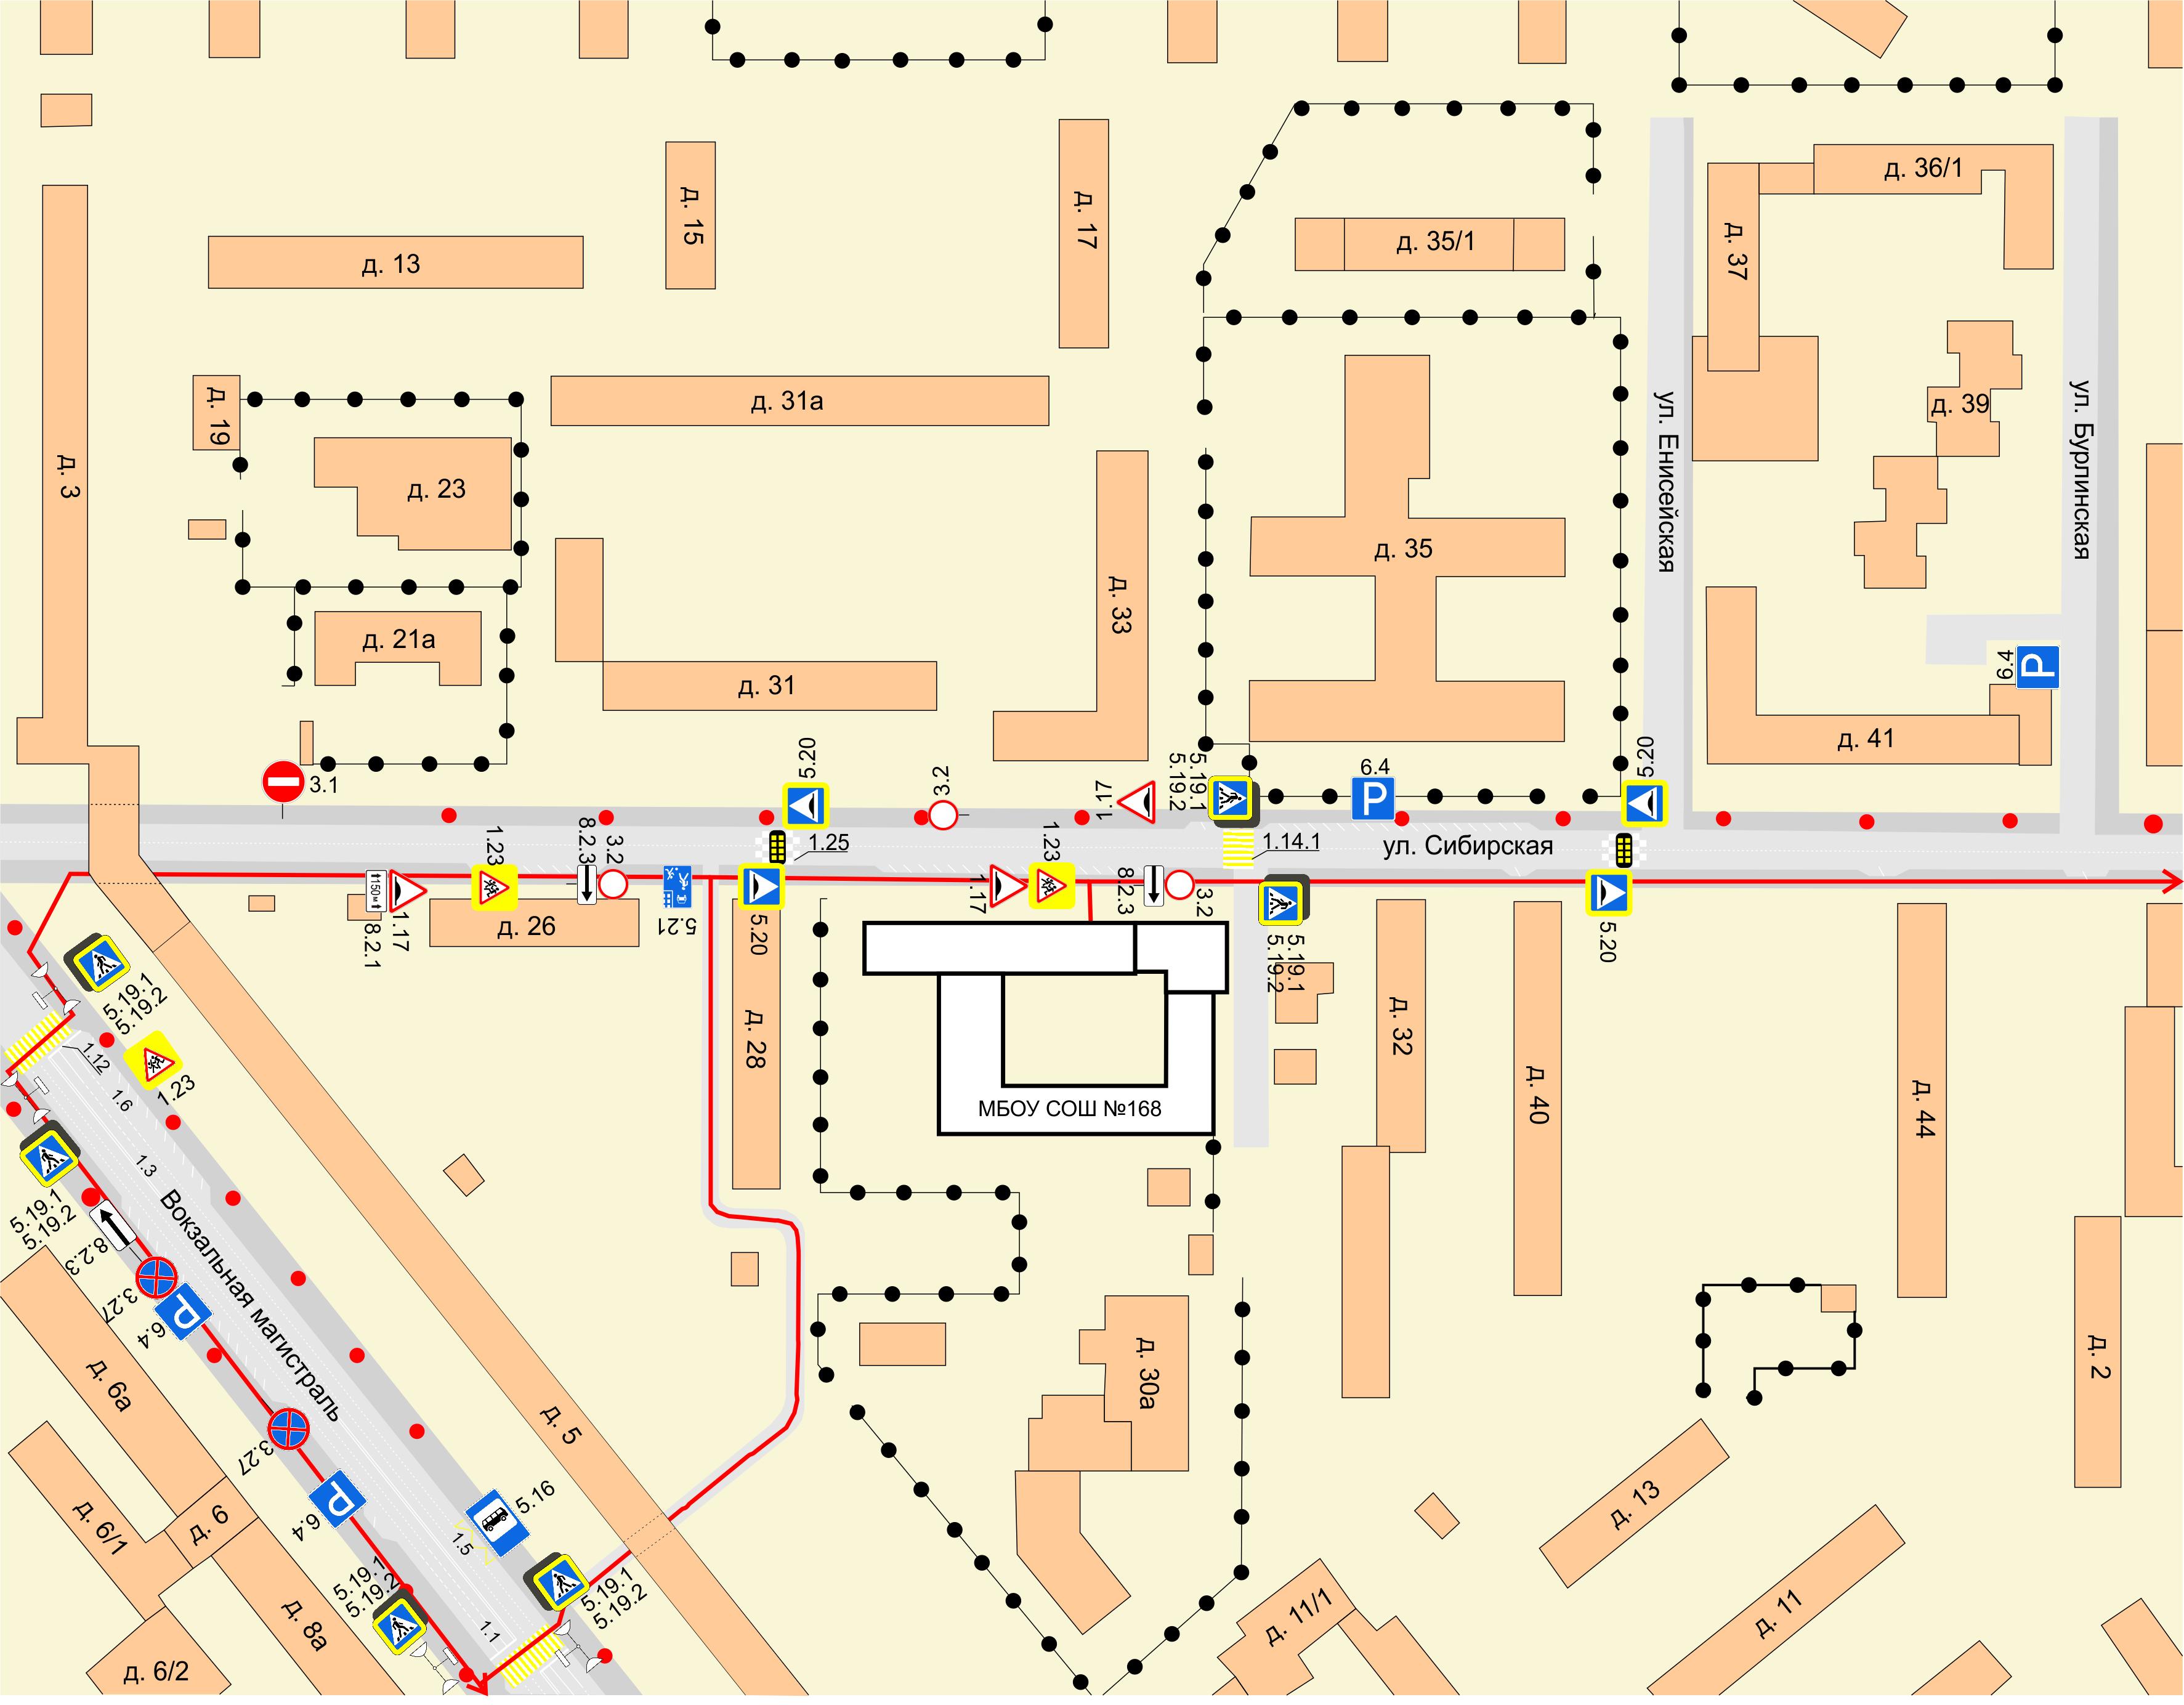 д. 36/1
д. 15
д. 17
д. 37
д. 35/1
д. 13
д. 31а
д. 19
д. 39
ул. Енисейская
ул. Бурлинская
д. 3
д. 23
д. 35
д. 33
д. 21а
6.4
P
д. 31
д. 41
5.20
3.2
1.17
5.19.1
5.19.2
6.4
P
5.20
3.1
1.23
8.2.3
3.2
1.25
1.23
1.14.1
ул. Сибирская
150 м
8.2.1
1.17
д. 26
5.21
5.20
1.17
8.2.3
3.2
5.19.1
5.19.2
5.20
5.19.1
5.19.2
д. 28
д. 32
д. 40
д. 44
1.12
1.6
1.23
МБОУ СОШ №168
1.3
5.19.1
5.19.2
8.2.3
Вокзальная магистраль
3.27
P
6.4
д. 6а
д. 30а
д. 2
д. 5
3.27
P
6.4
5.16
д. 13
д. 6/1
д. 6
1.5
5.19.1
5.19.2
5.19.1
5.19.2
д. 8а
1.1
д. 11/1
д. 11
д. 6/2